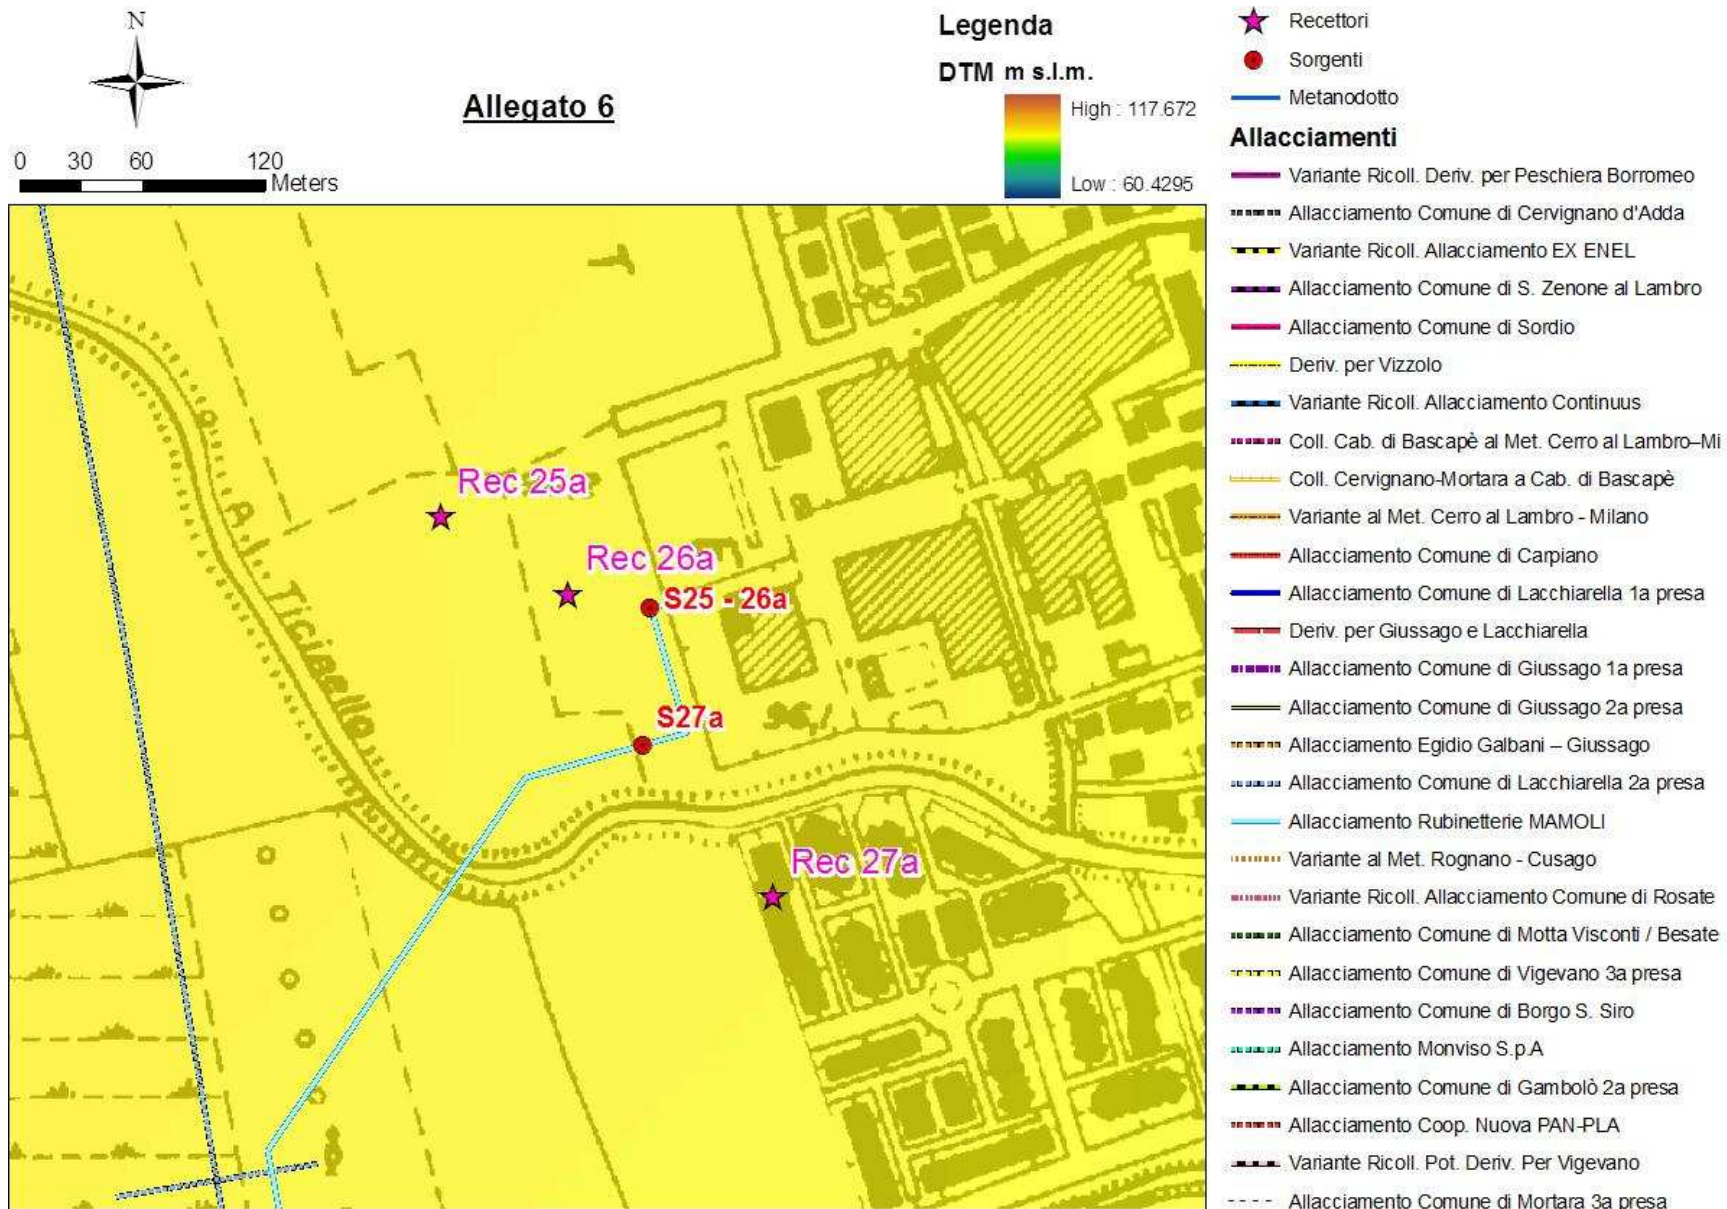 N
Allegato 6
0 30 60 120
Meters
Legenda
DTM m s.l.m.
High : 117.672
Low : 60.4295
Recettori
Sorgenti
Metanodotto
Allacciamenti
Variante Ricoll. Deriv. per Peschiera Borromeo
Allacciamento Comune di Cervignano d'Adda
Variante Ricoll. Allacciamento EX ENEL
Allacciamento Comune di S. Zenone al Lambro
Allacciamento Comune di Sordio
Deriv. per Vizzolo
Variante Ricoll. Allacciamento Continuus
Coll. Cab. di Bascapè al Met. Cerro al Lambro–Mi
Coll. Cervignano-Mortara a Cab. di Bascapè
Variante al Met. Cerro al Lambro - Milano
Allacciamento Comune di Carpiano
Allacciamento Comune di Lacchiarella 1a presa
Deriv. per Giussago e Lacchiarella
Allacciamento Comune di Giussago 1a presa
Allacciamento Comune di Giussago 2a presa
Allacciamento Egidio Galbani – Giussago
Allacciamento Comune di Lacchiarella 2a presa
Allacciamento Rubinetterie MAMOLI
Variante al Met. Rognano - Cusago
Variante Ricoll. Allacciamento Comune di Rosate
Allacciamento Comune di Motta Visconti / Besate
Allacciamento Comune di Vigevano 3a presa
Allacciamento Comune di Borgo S. Siro
Allacciamento Monviso S.p.A
Allacciamento Comune di Gambolò 2a presa
Allacciamento Coop. Nuova PAN-PLA
Variante Ricoll. Pot. Deriv. Per Vigevano
Allacciamento Comune di Mortara 3a presa
Rec 25a
Rec 26a
S25 - 26a
Ticinello
S27a
Rec 27a